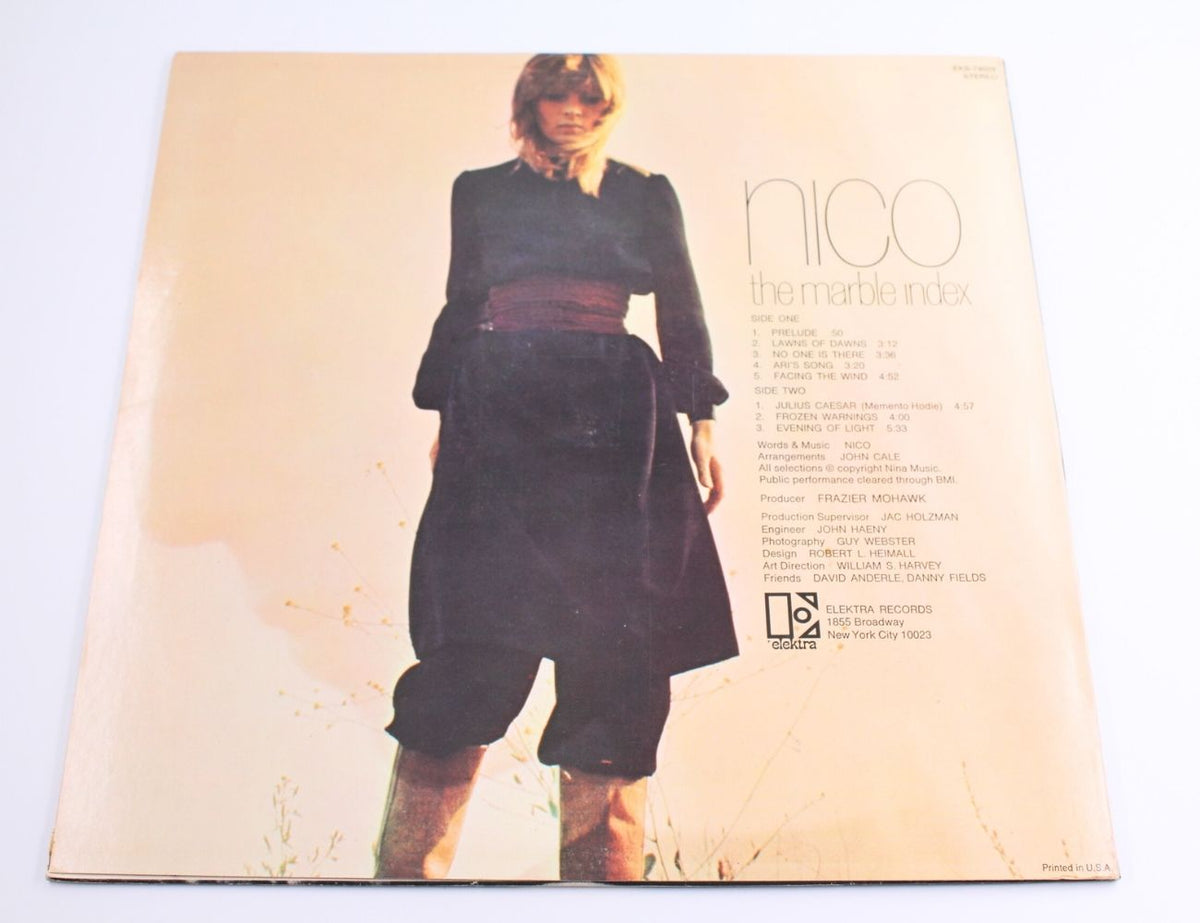 STEREO
nico
the marble index
SIDE ONE
1. PRELUDE 50
2. LAWNS OF DAWNS 3:12
3. NO ONE IS THERE 3:36
4. ARI'S SONG 3:20
5. FACING THE WIND 4:52
SIDE TWO
1. JULIUS CAESAR (Memento Hodie) 4:57
2. FROZEN WARNINGS 4:00
3. EVENING OF LIGHT 5:33
Words & Music NICO
Arrangements JOHN CALE
All selections © copyright Nina Music.
Public performance cleared through BMI.
Producer FRAZIER MOHAWK
Production Supervisor JAC HOLZMAN
Engineer JOHN HAENY
Photography GUY WEBSTER
Design ROBERT L. HEIMALL
Art Direction WILLIAM S. HARVEY
Friends DAVID ANDERLE, DANNY FIELDS
elektra
ELEKTRA RECORDS
1855 Broadway
New York City 10023
Printed in U.S.A.